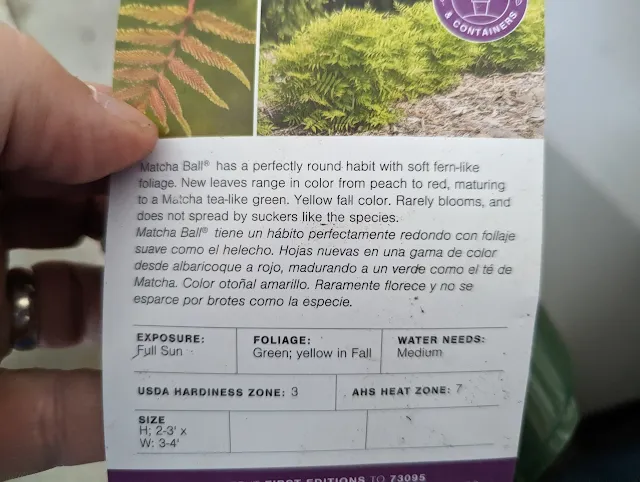 & CONTAINERS
Matcha Ball® has a perfectly round habit with soft fern-like
foliage. New leaves range in color from peach to red, maturing
to a Matcha tea-like green. Yellow fall color. Rarely blooms, and
does not spread by suckers like the species.
Matcha Ball® tiene un hábito perfectamente redondo con follaje
suave como el helecho. Hojas nuevas en una gama de color
desde albaricoque a rojo, madurando a un verde como el té de
Matcha. Color otoñal amarillo. Raramente florece y no se
esparce por brotes como la especie.
EXPOSURE:
Full Sun
FOLIAGE:
Green; yellow in Fall
WATER NEEDS:
Medium
USDA HARDINESS ZONE: 3
AHS HEAT ZONE: 7
SIZE
H; 2-3' x
W: 3-4'
FIRST EDITIONS TO 73095